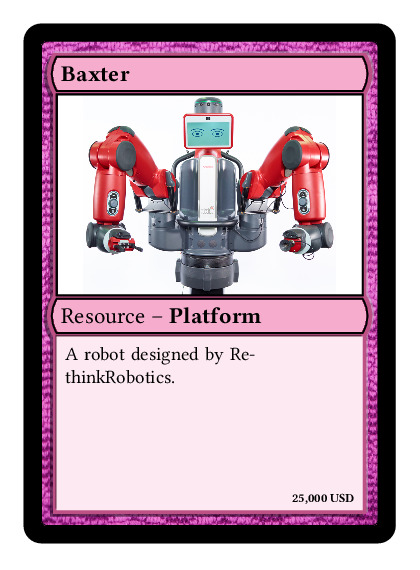 Baxter
Resource – Platform
A robot designed by Re-
thinkRobotics.
25,000 USD